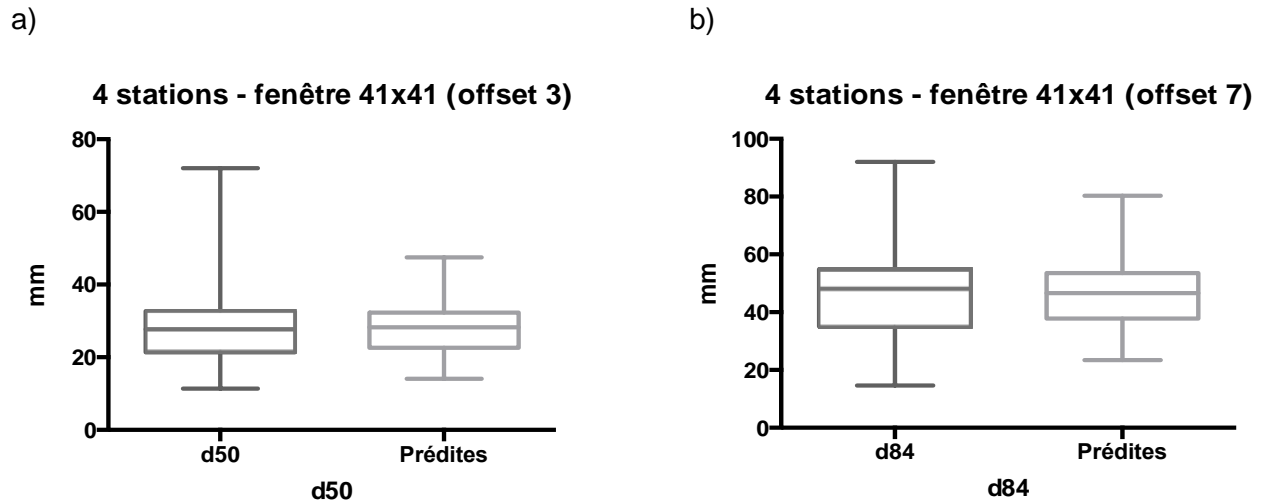 a)
4 stations - fenêtre 41x41 (offset 3)
80
60
40
20
0
mm
d50
Prédites
d50
b)
4 stations - fenêtre 41x41 (offset 7)
100
80
60
40
20
0
mm
d84
Prédites
d84